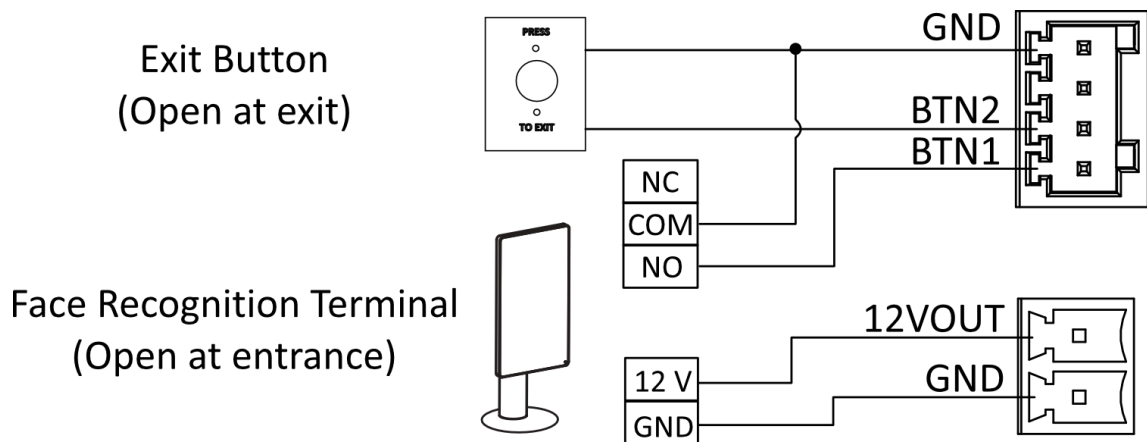 Exit Button
(Open at exit)
PRESS
TO EXIT
GND
BTN2
BTN1
NC
COM
NO
Face Recognition Terminal
(Open at entrance)
12VOUT
GND
12 V
GND